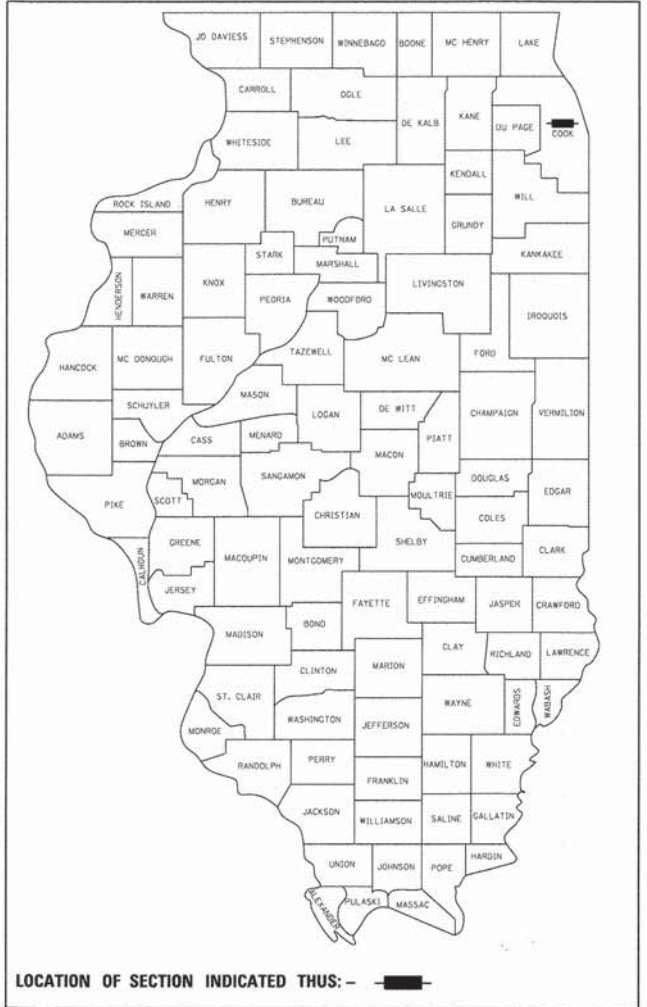 JO DAVIESS STEPHENSON WINNEBAGO BOONE MC HENRY LAKE
CARROLL OGLE DE KALB KANE DU PAGE COOK
WHITESIDE LEE
KENDALL
ROCK ISLAND HENRY BUREAU LA SALLE WILL
GRUNDY
MERCER PUTNAM
STARK MARSHALL KANKAKEE
HENDERSON WARREN KNOX PEORIA WOODFORD LIVINGSTON
IROQUOIS
HANCOCK MC DONOUGH FULTON TAZEWELL MC LEAN FORD
MASON
SCHUYLER LOGAN DE WITT CHAMPAIGN VERMILION
ADAMS BROWN CASS MENARD PIATT
MACON
MORGAN SANGAMON DOUGLAS
PIKE SCOTT MOULTRIE EDGAR
CHRISTIAN COLES
CALHOUN GREENE MACOUPIN MONTGOMERY SHELBY CUMBERLAND CLARK
JERSEY FAYETTE EFFINGHAM JASPER CRAWFORD
MADISON BOND
CLAY RICHLAND LAWRENCE
CLINTON MARION
ST. CLAIR WAYNE EDWARDS WABASH
WASHINGTON JEFFERSON
MONROE
RANDOLPH PERRY HAMILTON WHITE
FRANKLIN
JACKSON WILLIAMSON SALINE GALLATIN
UNION JOHNSON POPE HARDIN
ALEXANDER PULASKI MASSAC
LOCATION OF SECTION INDICATED THUS: -